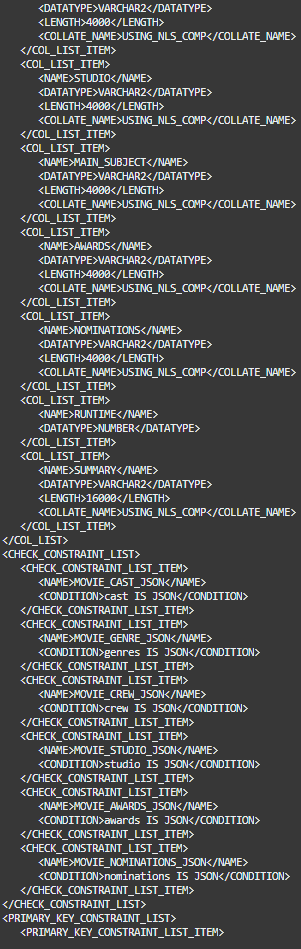 <DATATYPE>VARCHAR2</DATATYPE>
<LENGTH>4000</LENGTH>
<COLLATE_NAME>USING_NLS_COMP</COLLATE_NAME>
</COL_LIST_ITEM>
<COL_LIST_ITEM>
<NAME>STUDIO</NAME>
<DATATYPE>VARCHAR2</DATATYPE>
<LENGTH>4000</LENGTH>
<COLLATE_NAME>USING_NLS_COMP</COLLATE_NAME>
</COL_LIST_ITEM>
<COL_LIST_ITEM>
<NAME>MAIN_SUBJECT</NAME>
<DATATYPE>VARCHAR2</DATATYPE>
<LENGTH>4000</LENGTH>
<COLLATE_NAME>USING_NLS_COMP</COLLATE_NAME>
</COL_LIST_ITEM>
<COL_LIST_ITEM>
<NAME>AWARDS</NAME>
<DATATYPE>VARCHAR2</DATATYPE>
<LENGTH>4000</LENGTH>
<COLLATE_NAME>USING_NLS_COMP</COLLATE_NAME>
</COL_LIST_ITEM>
<COL_LIST_ITEM>
<NAME>NOMINATIONS</NAME>
<DATATYPE>VARCHAR2</DATATYPE>
<LENGTH>4000</LENGTH>
<COLLATE_NAME>USING_NLS_COMP</COLLATE_NAME>
</COL_LIST_ITEM>
<COL_LIST_ITEM>
<NAME>RUNTIME</NAME>
<DATATYPE>NUMBER</DATATYPE>
</COL_LIST_ITEM>
<COL_LIST_ITEM>
<NAME>SUMMARY</NAME>
<DATATYPE>VARCHAR2</DATATYPE>
<LENGTH>16000</LENGTH>
<COLLATE_NAME>USING_NLS_COMP</COLLATE_NAME>
</COL_LIST_ITEM>
</COL_LIST>
<CHECK_CONSTRAINT_LIST>
<CHECK_CONSTRAINT_LIST_ITEM>
<NAME>MOVIE_CAST_JSON</NAME>
<CONDITION>cast IS JSON</CONDITION>
</CHECK_CONSTRAINT_LIST_ITEM>
<CHECK_CONSTRAINT_LIST_ITEM>
<NAME>MOVIE_GENRE_JSON</NAME>
<CONDITION>genres IS JSON</CONDITION>
</CHECK_CONSTRAINT_LIST_ITEM>
<CHECK_CONSTRAINT_LIST_ITEM>
<NAME>MOVIE_CREW_JSON</NAME>
<CONDITION>crew IS JSON</CONDITION>
</CHECK_CONSTRAINT_LIST_ITEM>
<CHECK_CONSTRAINT_LIST_ITEM>
<NAME>MOVIE_STUDIO_JSON</NAME>
<CONDITION>studio IS JSON</CONDITION>
</CHECK_CONSTRAINT_LIST_ITEM>
<CHECK_CONSTRAINT_LIST_ITEM>
<NAME>MOVIE_AWARDS_JSON</NAME>
<CONDITION>awards IS JSON</CONDITION>
</CHECK_CONSTRAINT_LIST_ITEM>
<CHECK_CONSTRAINT_LIST_ITEM>
<NAME>MOVIE_NOMINATIONS_JSON</NAME>
<CONDITION>nominations IS JSON</CONDITION>
</CHECK_CONSTRAINT_LIST_ITEM>
</CHECK_CONSTRAINT_LIST>
<PRIMARY_KEY_CONSTRAINT_LIST>
<PRIMARY_KEY_CONSTRAINT_LIST_ITEM>